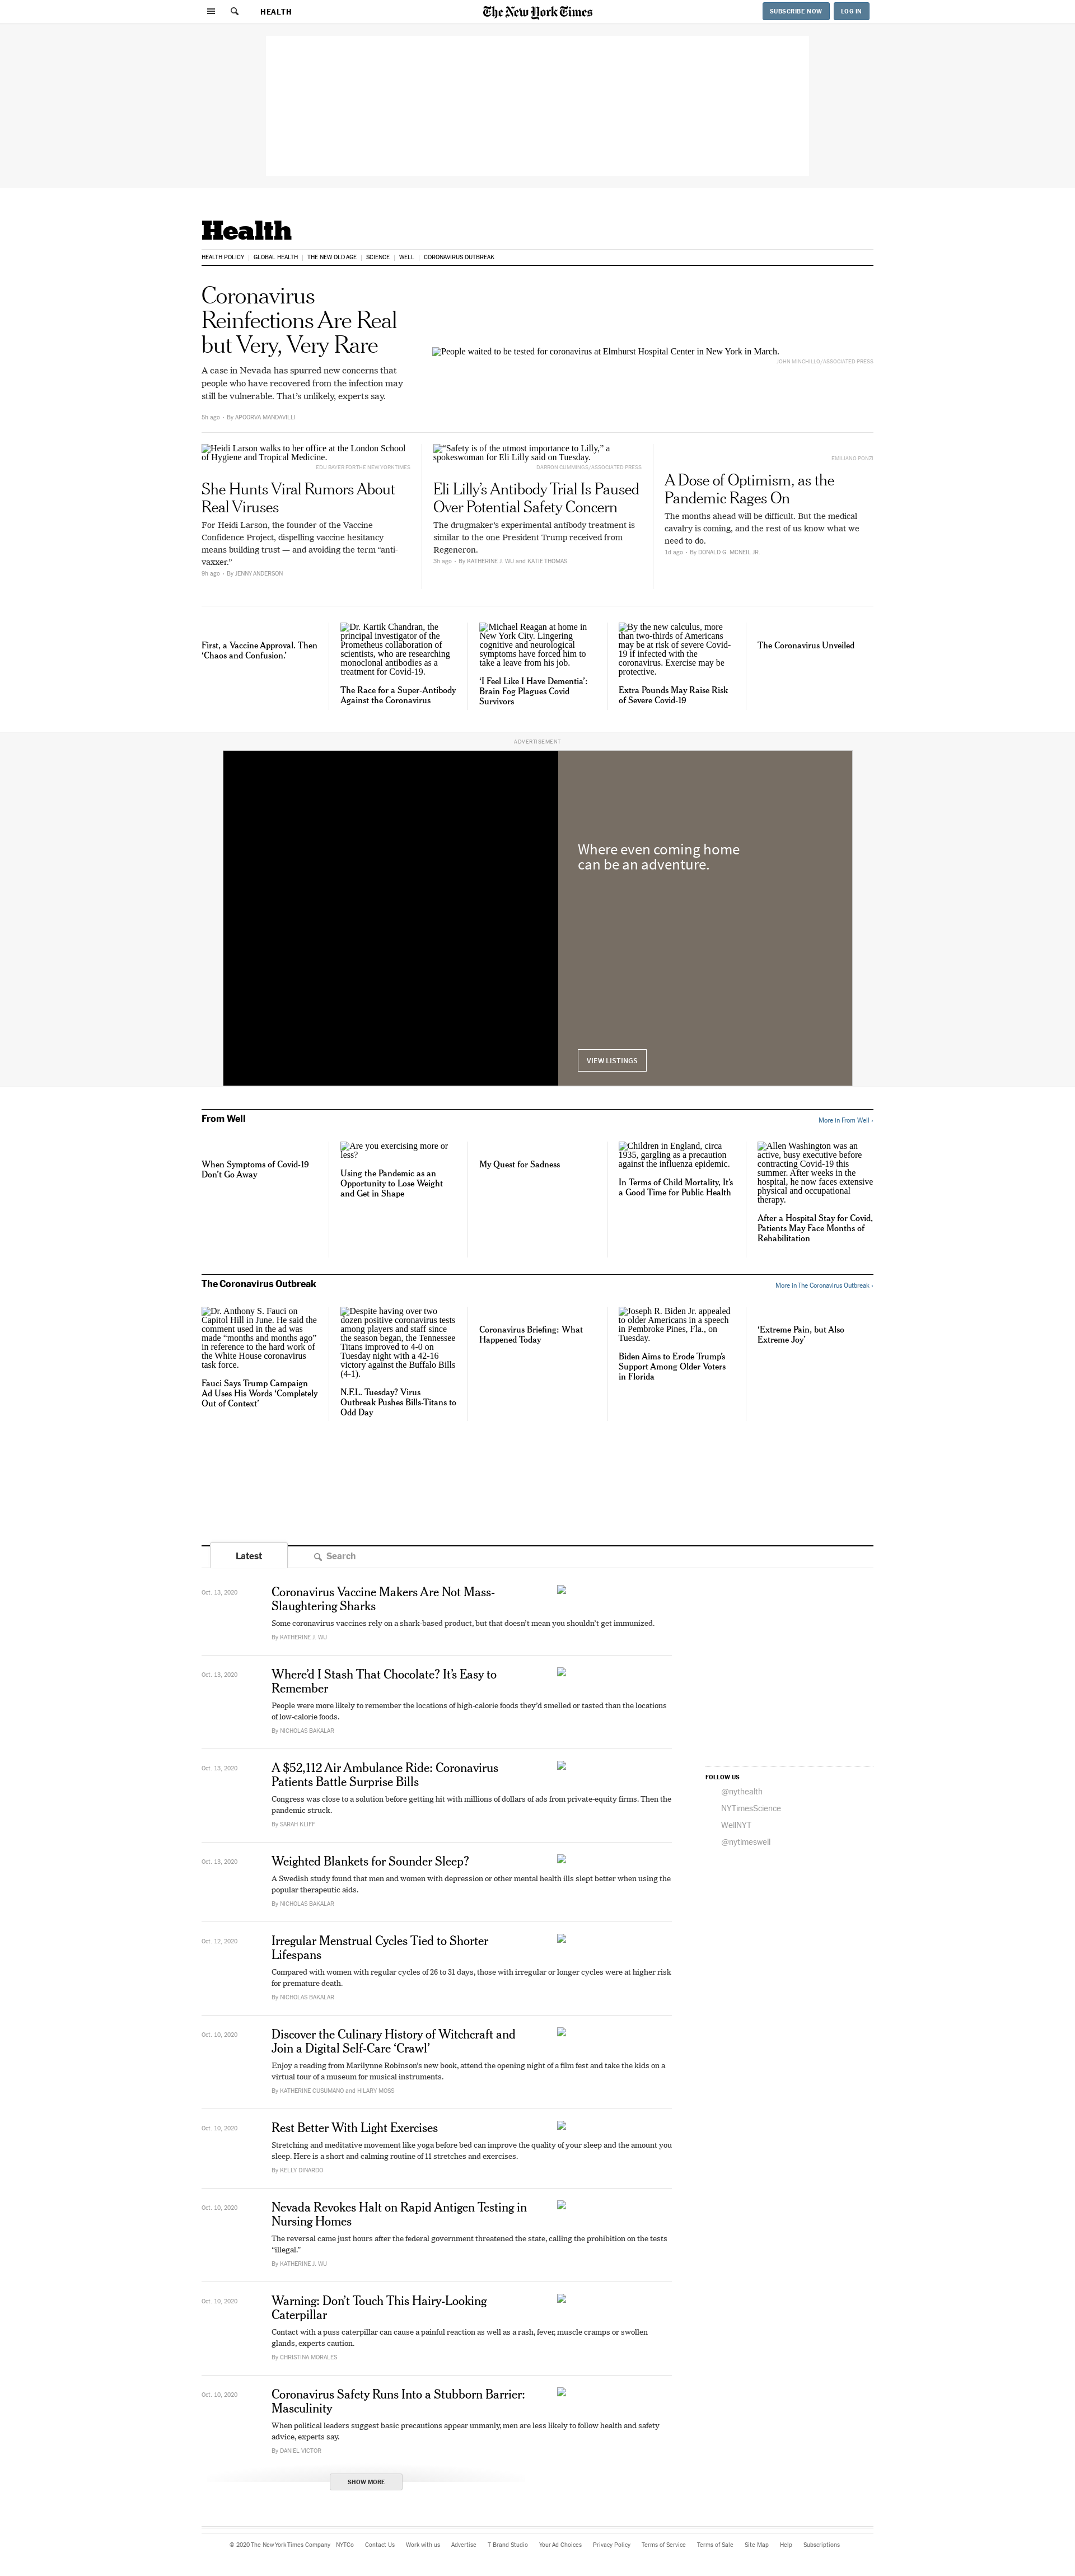 HEALTH
The New York Times
SUBSCRIBE NOW
LOG IN
Health
HEALTH POLICY
GLOBAL HEALTH
THE NEW OLD AGE
SCIENCE
WELL
CORONAVIRUS OUTBREAK
Coronavirus
Reinfections Are Real
but Very, Very Rare
A case in Nevada has spurred new concerns that
people who have recovered from the infection may
still be vulnerable. That's unlikely, experts say.
5h ago · By APOORVA MANDAVILLI
People waited to be tested for coronavirus at Elmhurst Hospital Center in New York in March.
JOHN MINCHILLO/ASSOCIATED PRESS
Heidi Larson walks to her office at the London School
of Hygiene and Tropical Medicine.
EDU BAYER FOR THE NEW YORK TIMES
She Hunts Viral Rumors About
Real Viruses
For Heidi Larson, the founder of the Vaccine
Confidence Project, dispelling vaccine hesitancy
means building trust — and avoiding the term “anti-
vaxxer.”
9h ago · By JENNY ANDERSON
“Safety is of the utmost importance to Lilly,” a
spokeswoman for Eli Lilly said on Tuesday.
DARRON CUMMINGS/ASSOCIATED PRESS
Eli Lilly's Antibody Trial Is Paused
Over Potential Safety Concern
The drugmaker's experimental antibody treatment is
similar to the one President Trump received from
Regeneron.
3h ago · By KATHERINE J. WU and KATIE THOMAS
EMILIANO PONZI
A Dose of Optimism, as the
Pandemic Rages On
The months ahead will be difficult. But the medical
cavalry is coming, and the rest of us know what we
need to do.
1d ago · By DONALD G. MCNEIL JR.
First, a Vaccine Approval. Then
‘Chaos and Confusion.’
Dr. Kartik Chandran, the
principal investigator of the
Prometheus collaboration of
scientists, who are researching
monoclonal antibodies as a
treatment for Covid-19.
The Race for a Super-Antibody
Against the Coronavirus
Michael Reagan at home in
New York City. Lingering
cognitive and neurological
symptoms have forced him to
take a leave from his job.
‘I Feel Like I Have Dementia’:
Brain Fog Plagues Covid
Survivors
By the new calculus, more
than two-thirds of Americans
may be at risk of severe Covid-
19 if infected with the
coronavirus. Exercise may be
protective.
Extra Pounds May Raise Risk
of Severe Covid-19
The Coronavirus Unveiled
ADVERTISEMENT
Where even coming home
can be an adventure.
VIEW LISTINGS
From Well
More in From Well ›
When Symptoms of Covid-19
Don't Go Away
Are you exercising more or
less?
Using the Pandemic as an
Opportunity to Lose Weight
and Get in Shape
My Quest for Sadness
Children in England, circa
1935, gargling as a precaution
against the influenza epidemic.
In Terms of Child Mortality, It's
a Good Time for Public Health
Allen Washington was an
active, busy executive before
contracting Covid-19 this
summer. After weeks in the
hospital, he now faces extensive
physical and occupational
therapy.
After a Hospital Stay for Covid,
Patients May Face Months of
Rehabilitation
The Coronavirus Outbreak
More in The Coronavirus Outbreak ›
Dr. Anthony S. Fauci on
Capitol Hill in June. He said the
comment used in the ad was
made “months and months ago”
in reference to the hard work of
the White House coronavirus
task force.
Fauci Says Trump Campaign
Ad Uses His Words ‘Completely
Out of Context’
Despite having over two
dozen positive coronavirus tests
among players and staff since
the season began, the Tennessee
Titans improved to 4-0 on
Tuesday night with a 42-16
victory against the Buffalo Bills
(4-1).
N.F.L. Tuesday? Virus
Outbreak Pushes Bills-Titans to
Odd Day
Coronavirus Briefing: What
Happened Today
Joseph R. Biden Jr. appealed
to older Americans in a speech
in Pembroke Pines, Fla., on
Tuesday.
Biden Aims to Erode Trump's
Support Among Older Voters
in Florida
‘Extreme Pain, but Also
Extreme Joy’
Latest
Search
Oct. 13, 2020
Coronavirus Vaccine Makers Are Not Mass-
Slaughtering Sharks
Some coronavirus vaccines rely on a shark-based product, but that doesn't mean you shouldn't get immunized.
By KATHERINE J. WU
Oct. 13, 2020
Where'd I Stash That Chocolate? It's Easy to
Remember
People were more likely to remember the locations of high-calorie foods they'd smelled or tasted than the locations
of low-calorie foods.
By NICHOLAS BAKALAR
Oct. 13, 2020
A $52,112 Air Ambulance Ride: Coronavirus
Patients Battle Surprise Bills
Congress was close to a solution before getting hit with millions of dollars of ads from private-equity firms. Then the
pandemic struck.
By SARAH KLIFF
FOLLOW US
@nythealth
NYTimesScience
WellNYT
@nytimeswell
Oct. 13, 2020
Weighted Blankets for Sounder Sleep?
A Swedish study found that men and women with depression or other mental health ills slept better when using the
popular therapeutic aids.
By NICHOLAS BAKALAR
Oct. 12, 2020
Irregular Menstrual Cycles Tied to Shorter
Lifespans
Compared with women with regular cycles of 26 to 31 days, those with irregular or longer cycles were at higher risk
for premature death.
By NICHOLAS BAKALAR
Oct. 10, 2020
Discover the Culinary History of Witchcraft and
Join a Digital Self-Care ‘Crawl’
Enjoy a reading from Marilynne Robinson's new book, attend the opening night of a film fest and take the kids on a
virtual tour of a museum for musical instruments.
By KATHERINE CUSUMANO and HILARY MOSS
Oct. 10, 2020
Rest Better With Light Exercises
Stretching and meditative movement like yoga before bed can improve the quality of your sleep and the amount you
sleep. Here is a short and calming routine of 11 stretches and exercises.
By KELLY DINARDO
Oct. 10, 2020
Nevada Revokes Halt on Rapid Antigen Testing in
Nursing Homes
The reversal came just hours after the federal government threatened the state, calling the prohibition on the tests
“illegal.”
By KATHERINE J. WU
Oct. 10, 2020
Warning: Don't Touch This Hairy-Looking
Caterpillar
Contact with a puss caterpillar can cause a painful reaction as well as a rash, fever, muscle cramps or swollen
glands, experts caution.
By CHRISTINA MORALES
Oct. 10, 2020
Coronavirus Safety Runs Into a Stubborn Barrier:
Masculinity
When political leaders suggest basic precautions appear unmanly, men are less likely to follow health and safety
advice, experts say.
By DANIEL VICTOR
SHOW MORE
© 2020 The New York Times Company NYTCo Contact Us Work with us Advertise T Brand Studio Your Ad Choices Privacy Policy Terms of Service Terms of Sale Site Map Help Subscriptions